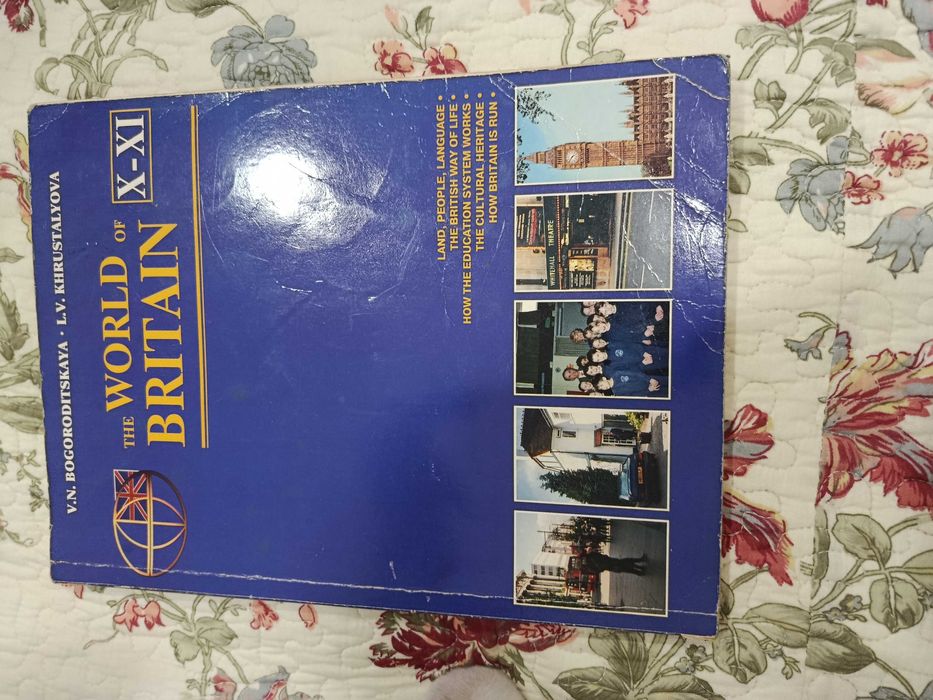 V.N. BOGORODITSKAYA • L.V. KHRUSTALYOVA
THE WORLD OF
BRITAIN
X-XI
LAND, PEOPLE, LANGUAGE •
THE BRITISH WAY OF LIFE •
HOW THE EDUCATION SYSTEM WORKS •
THE CULTURAL HERITAGE •
HOW BRITAIN IS RUN •
WHITEHALL THEATRE